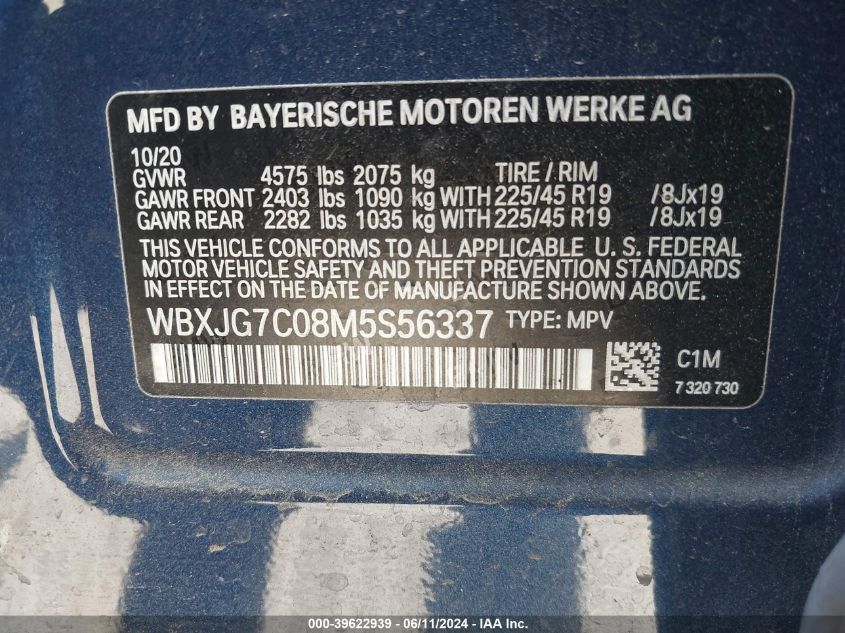 MFD BY BAYERISCHE MOTOREN WERKE AG
10/20
GVWR 4575 lbs 2075 kg TIRE / RIM
GAWR FRONT 2403 lbs 1090 kg WITH 225/45 R19 /8Jx19
GAWR REAR 2282 lbs 1035 kg WITH 225/45 R19 /8Jx19
THIS VEHICLE CONFORMS TO ALL APPLICABLE U. S. FEDERAL
MOTOR VEHICLE SAFETY AND THEFT PREVENTION STANDARDS
IN EFFECT ON THE DATE OF MANUFACTURE SHOWN ABOVE.
WBXJG7C08M5S56337 TYPE: MPV
C1M
7 320 730
000-39622939 - 06/11/2024 - IAAI.COM